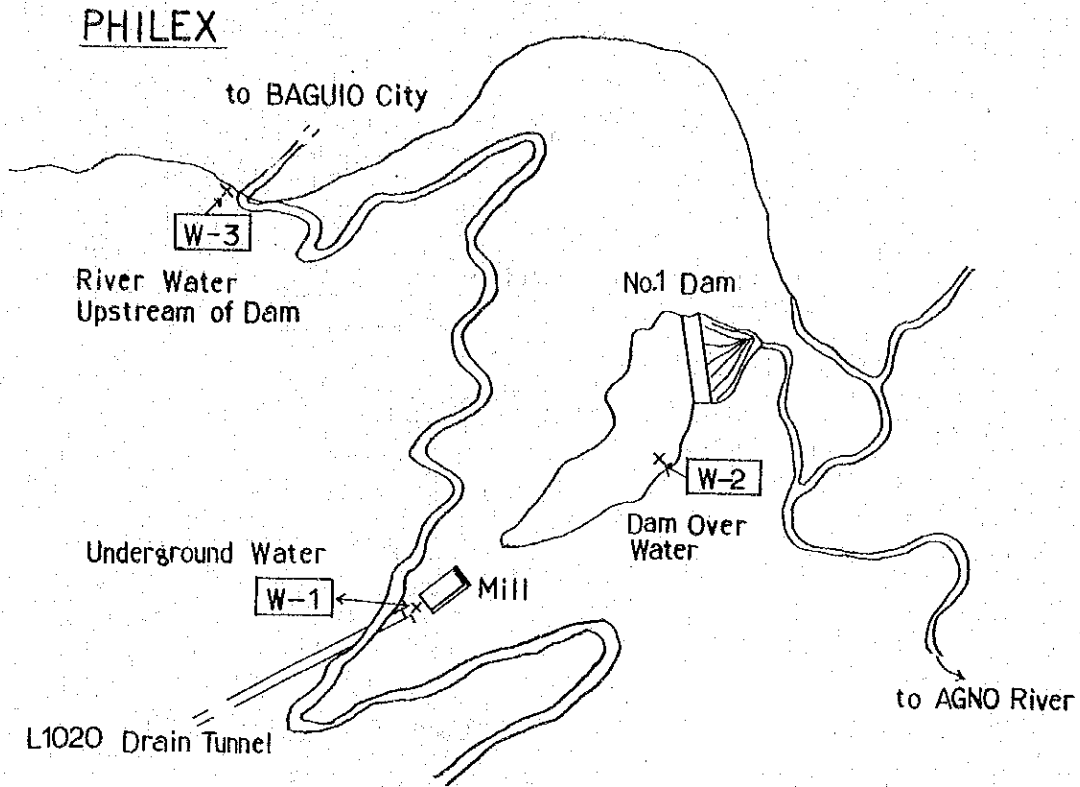 PHILEX
to BAGUIO City
W-3
River Water
Upstream of Dam
No.1 Dam
W-2
Dam Over
Water
Underground Water
W-1
Mill
to AGNO River
L1020 Drain Tunnel